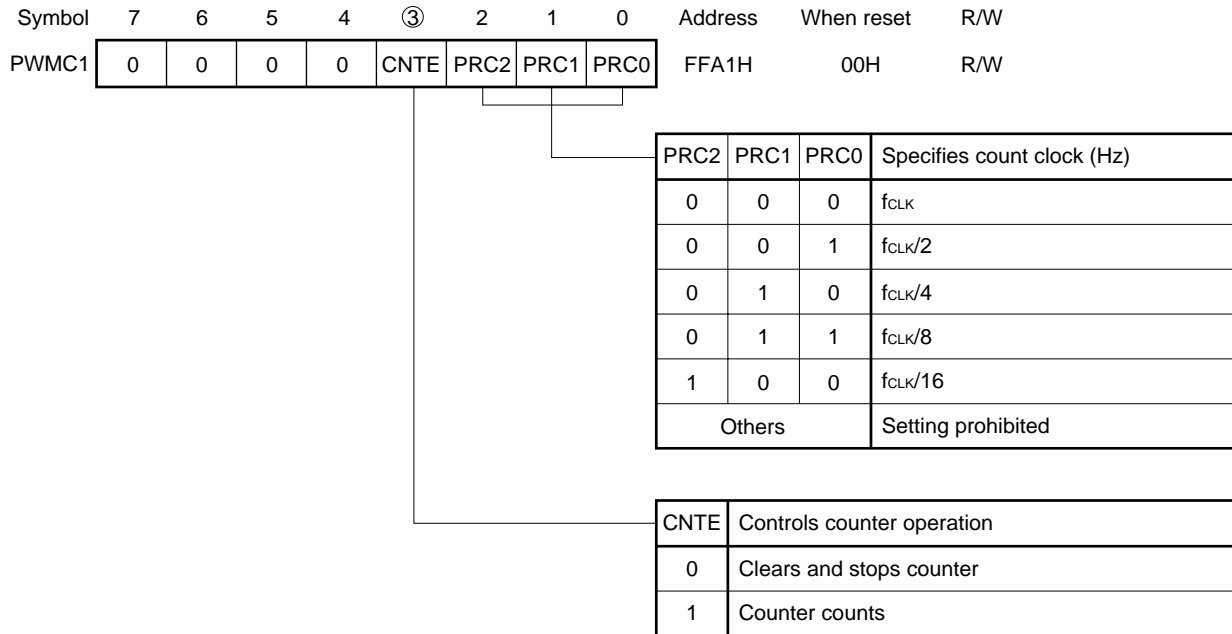 Symbol 7 6 5 4 ③ 2 1 0 Address When reset R/W
PWMC1 0 0 0 0 CNTE PRC2 PRC1 PRC0 FFA1H 00H R/W
PRC2 PRC1 PRC0 Specifies count clock (Hz)
0 0 0 fCLK
0 0 1 fCLK/2
0 1 0 fCLK/4
0 1 1 fCLK/8
1 0 0 fCLK/16
Others Setting prohibited
CNTE Controls counter operation
0 Clears and stops counter
1 Counter counts